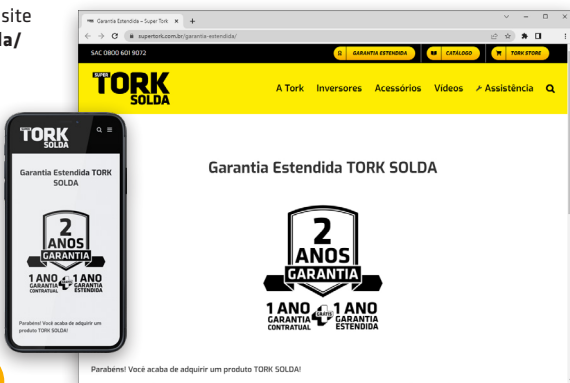 site
da/
Garantia Estendida – Super Tork
supertork.com.br/garantia-estendida/
SAC 0800 601 9072
GARANTIA ESTENDIDA
CATÁLOGO
TORK STORE
SUPER
TORK
SOLDA
A Tork Inversores Acessórios Vídeos Assistência
Garantia Estendida TORK SOLDA
2
ANOS
GARANTIA
1 ANO
GARANTIA
CONTRATUAL
GRÁTIS
1 ANO
GARANTIA
ESTENDIDA
Parabéns! Você acaba de adquirir um produto TORK SOLDA!
TORK
SOLDA
Garantia Estendida TORK
SOLDA
2
ANOS
GARANTIA
1 ANO
GARANTIA
CONTRATUAL
1 ANO
GARANTIA
ESTENDIDA
Parabéns! Você acaba de adquirir um
produto TORK SOLDA!